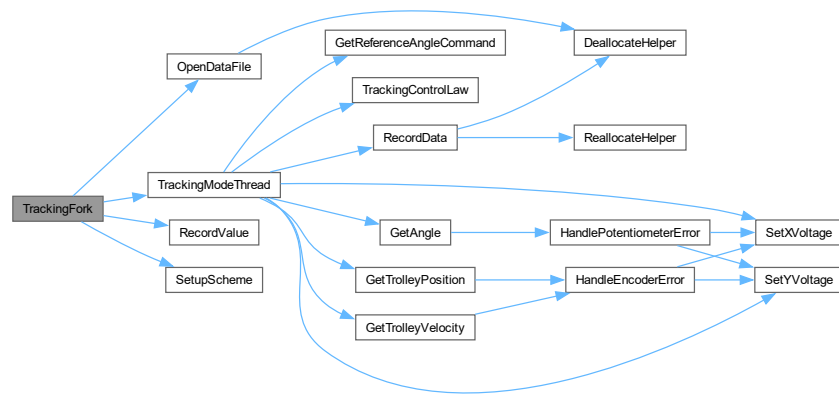 GetReferenceAngleCommand
DeallocateHelper
OpenDataFile
TrackingControlLaw
RecordData
ReallocateHelper
TrackingModeThread
TrackingFork
RecordValue
GetAngle
HandlePotentiometerError
SetXVoltage
SetupScheme
GetTrolleyPosition
HandleEncoderError
SetYVoltage
GetTrolleyVelocity